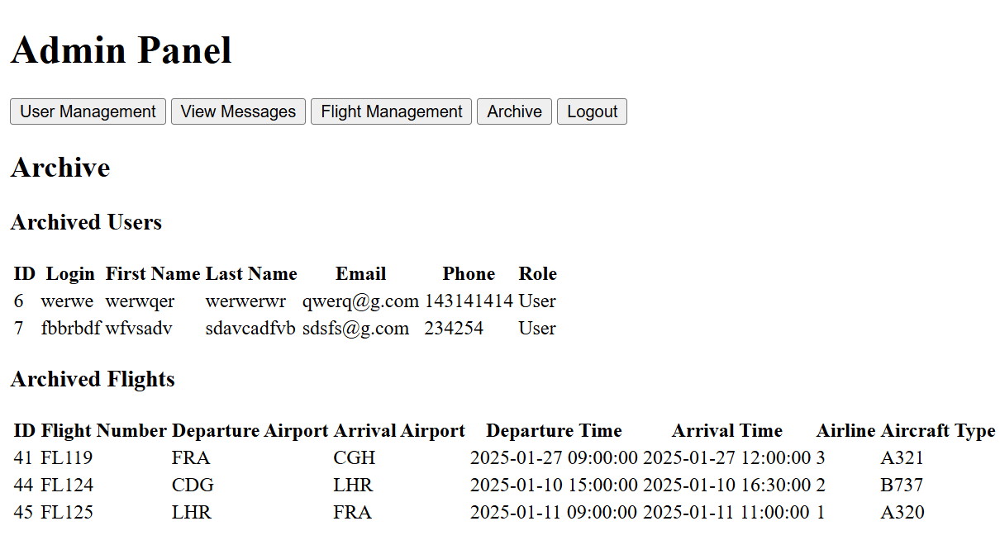 Admin Panel
User Management View Messages Flight Management Archive Logout
Archive
Archived Users
ID Login First Name Last Name Email Phone Role
6 werwe werwqer werwerwr qwerq@g.com 143141414 User
7 fbbrbdf wfvsadv sdavcadfvb sdsfs@g.com 234254 User
Archived Flights
ID Flight Number Departure Airport Arrival Airport Departure Time Arrival Time Airline Aircraft Type
41 FL119 FRA CGH 2025-01-27 09:00:00 2025-01-27 12:00:00 3 A321
44 FL124 CDG LHR 2025-01-10 15:00:00 2025-01-10 16:30:00 2 B737
45 FL125 LHR FRA 2025-01-11 09:00:00 2025-01-11 11:00:00 1 A320